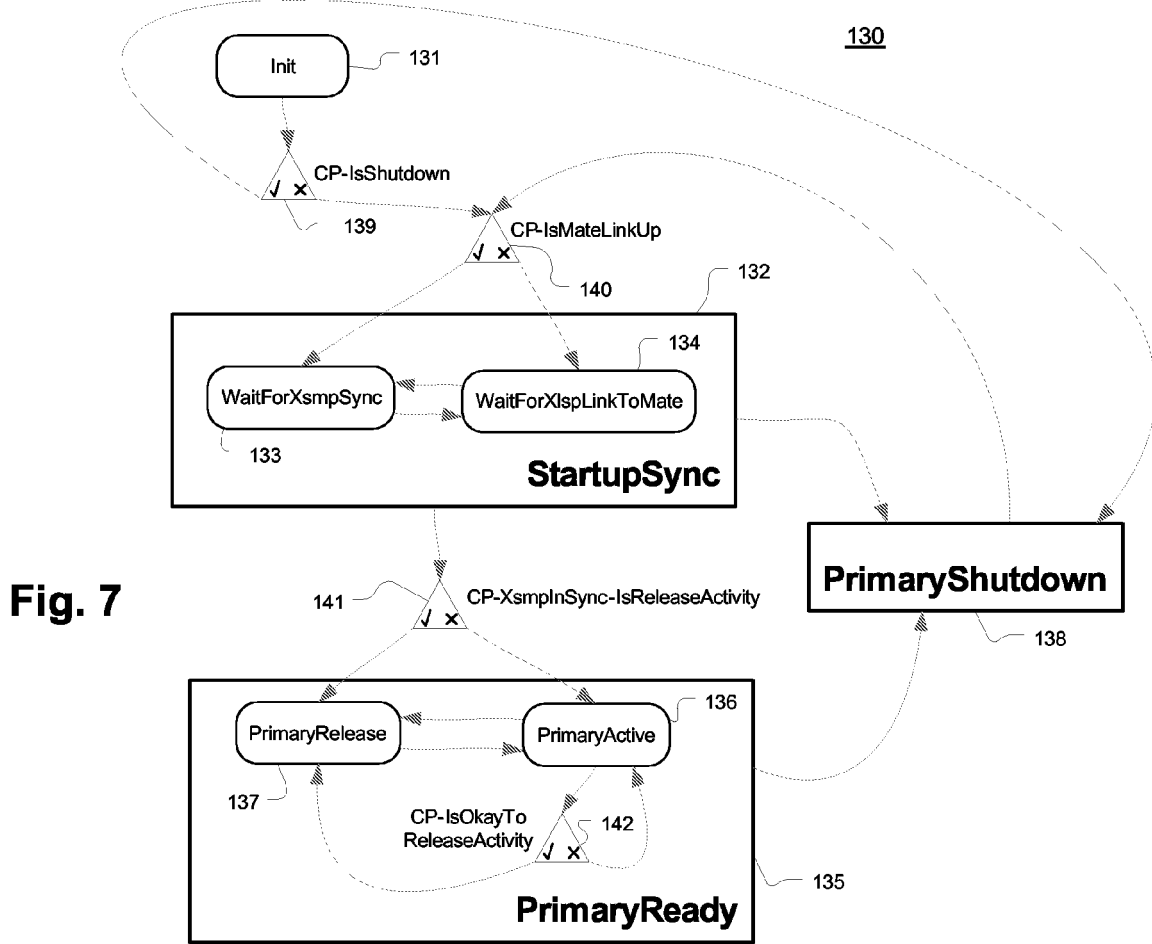 130
Init
131
CP-IsShutdown
139
CP-IsMateLinkUp
140
132
134
WaitForXsmpSync
WaitForXlspLinkToMate
133
StartupSync
PrimaryShutdown
138
Fig. 7
141
CP-XsmpInSync-IsReleaseActivity
136
PrimaryRelease
PrimaryActive
137
CP-IsOkayTo
ReleaseActivity
142
135
PrimaryReady